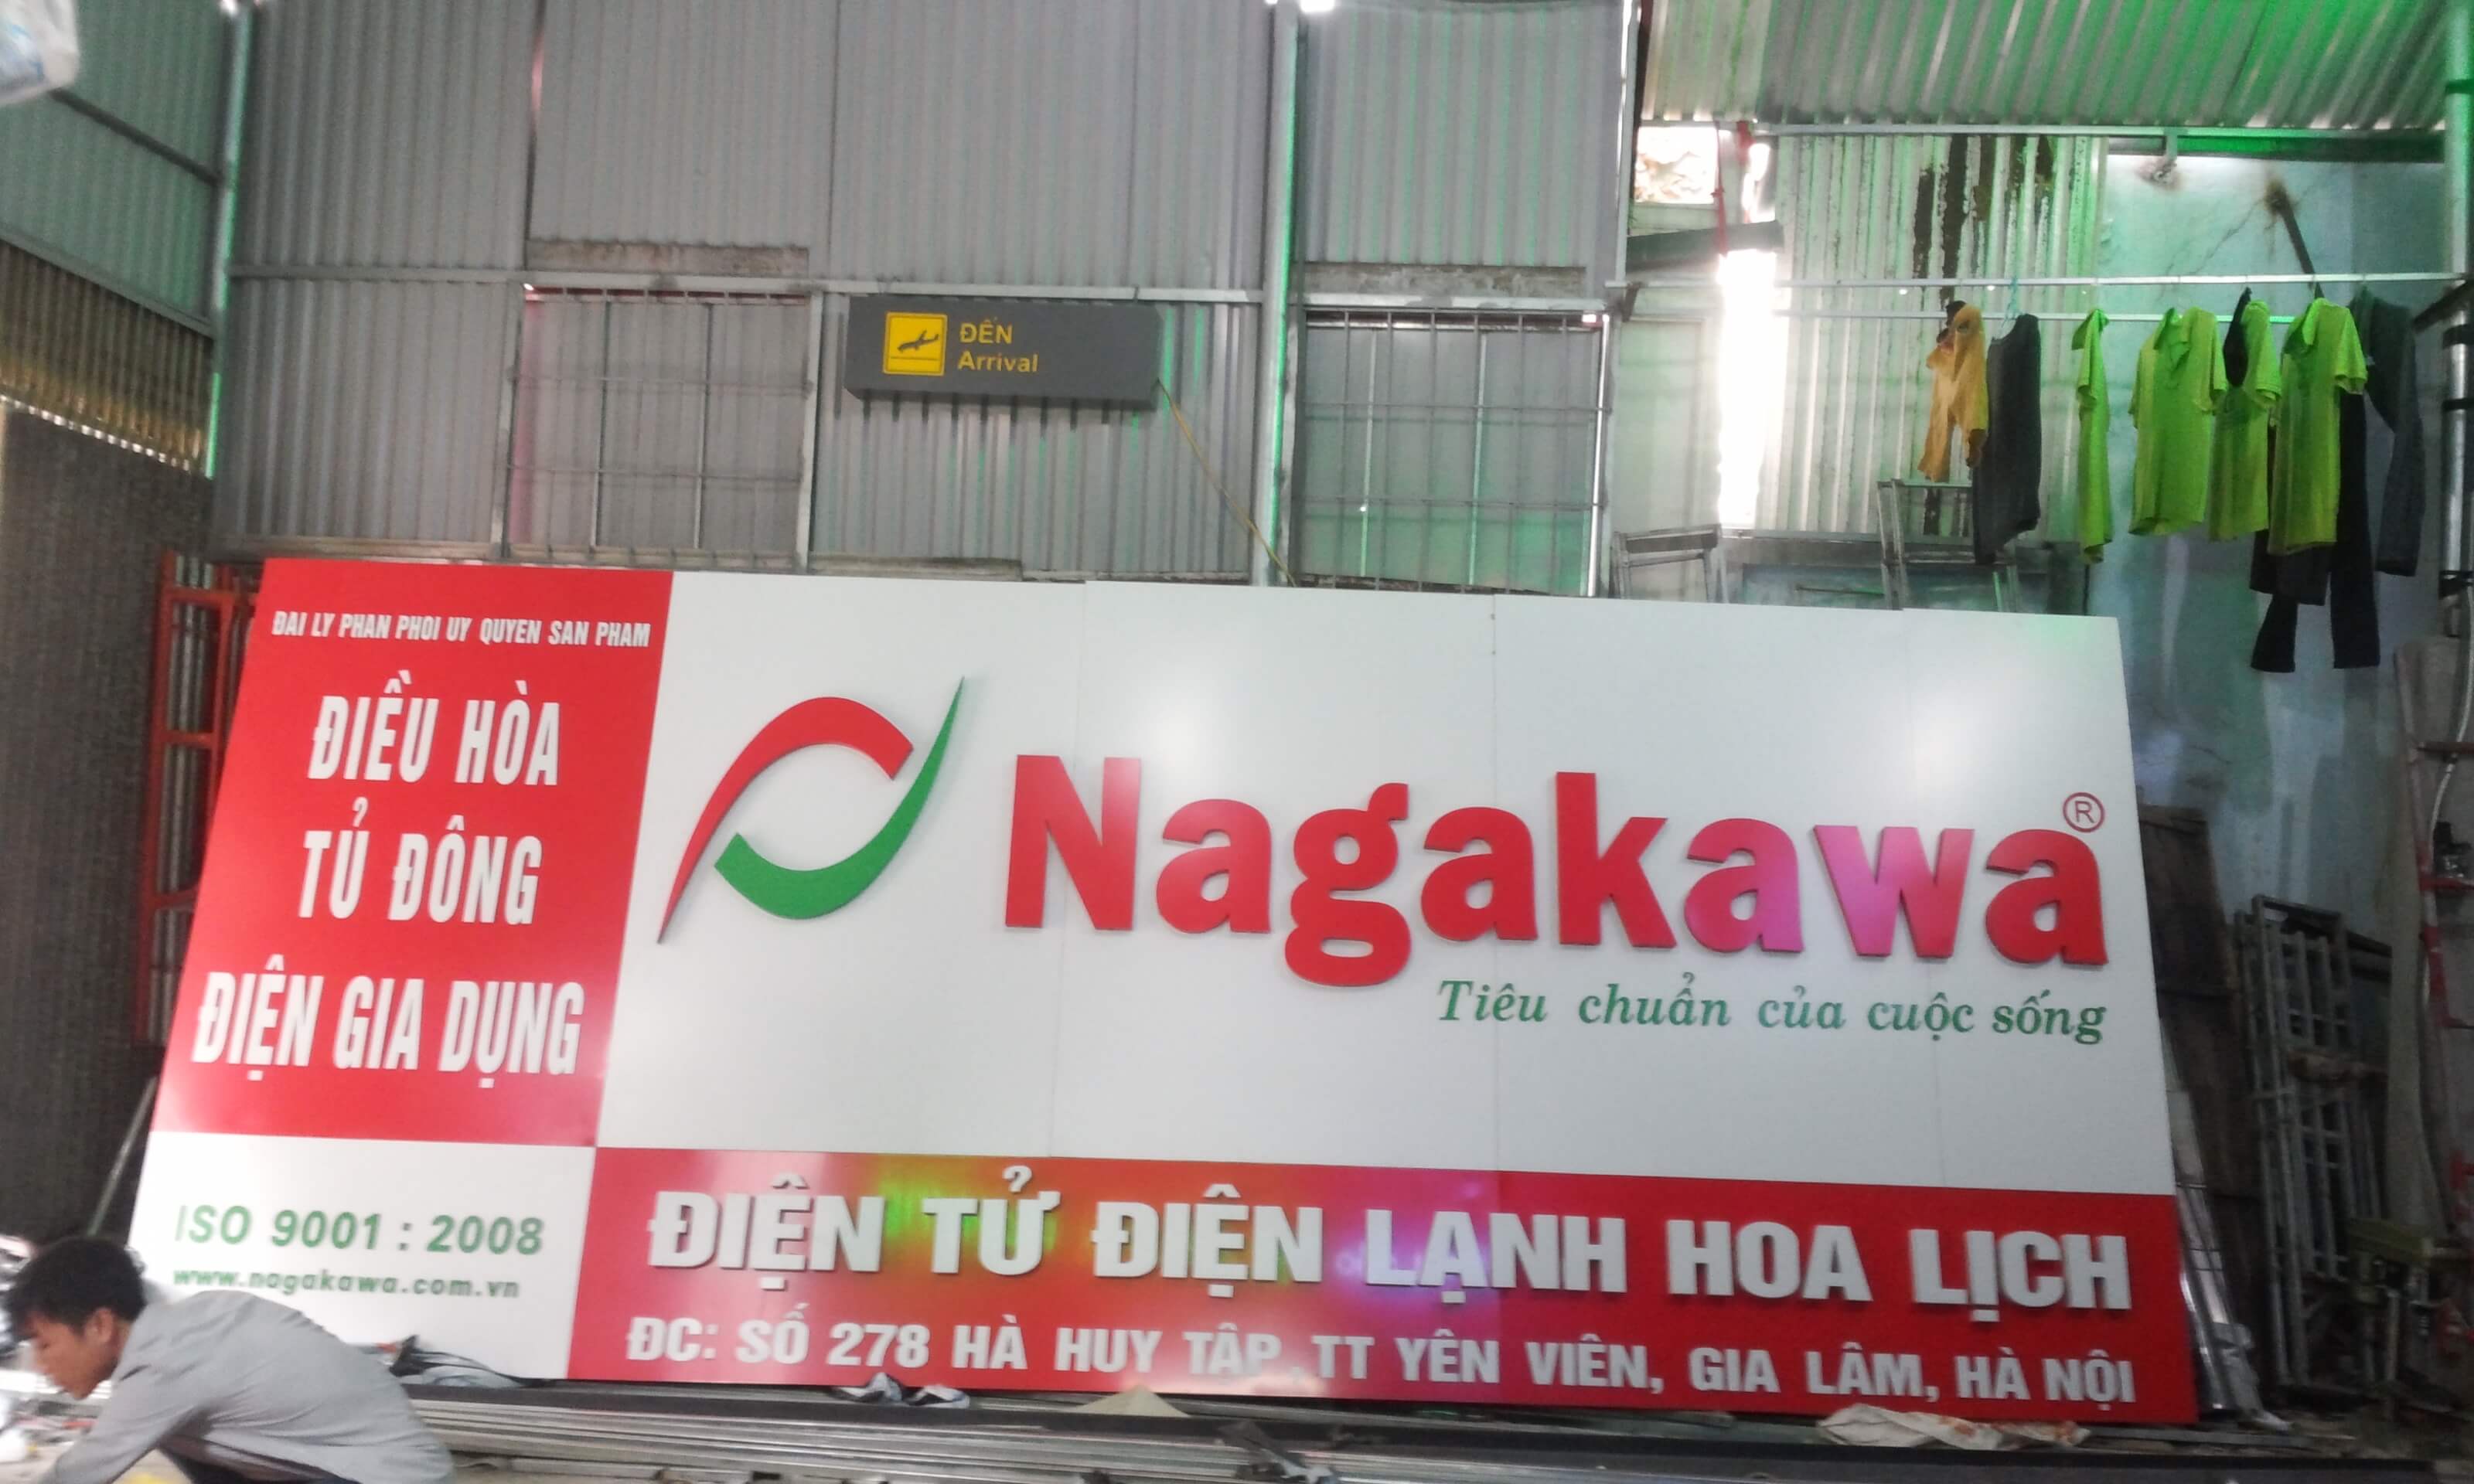 ĐẾN
Arrival
ĐAI LY PHAN PHOI UY QUYEN SAN PHAM
ĐIỀU HÒA
TỦ ĐÔNG
ĐIỆN GIA DỤNG
Nagakawa®
Tiêu chuẩn của cuộc sống
ISO 9001 : 2008
www.nagakawa.com.vn
ĐIỆN TỬ ĐIỆN LẠNH HOA LỊCH
ĐC: SỐ 278 HÀ HUY TẬP, TT YÊN VIÊN, GIA LÂM, HÀ NỘI